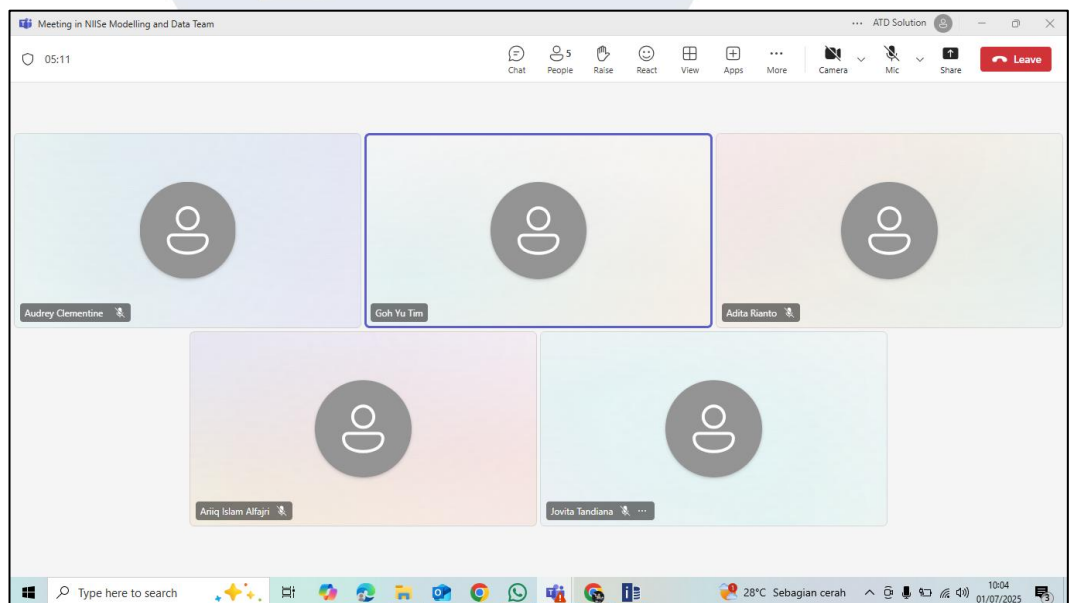 Meeting in NIISe Modelling and Data Team
ATD Solution
05:11
Chat
5
People
Raise
React
View
Apps
More
Camera
Mic
Share
Leave
Audrey Clementine
Goh Yu Tim
Adita Rianto
Ariiq Islam Alfajri
Jovita Tandiana
Type here to search
28°C Sebagian cerah
10:04
01/07/2025
3